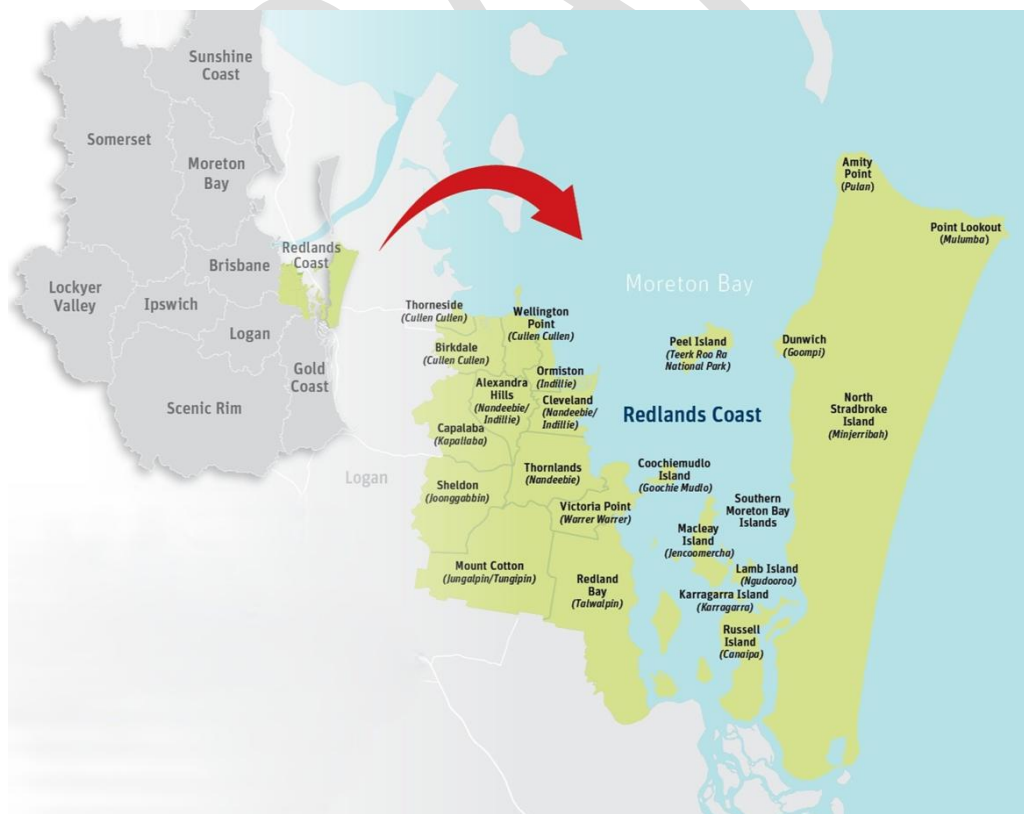 Sunshine
Coast
Somerset
Moreton
Bay
Redlands
Coast
Brisbane
Lockyer
Valley
Ipswich
Logan
Gold
Coast
Scenic Rim
Logan
Amity
Point
(Pulan)
Point Lookout
(Mulumba)
Moreton Bay
Thorneside
(Cullen Cullen)
Wellington
Point
(Cullen Cullen)
Birkdale
(Cullen Cullen)
Peel Island
(Teerk Roo Ra
National Park)
Dunwich
(Goompi)
Ormiston
(Indillie)
Alexandra
Hills
(Nandeebie/
Indillie)
Cleveland
(Nandeebie/
Indillie)
Redlands Coast
North
Stradbroke
Island
(Minjerribah)
Capalaba
(Kapallaba)
Thornlands
(Nandeebie)
Coochiemudlo
Island
(Goochie Mudlo)
Sheldon
(Joonggabbin)
Victoria Point
(Warrer Warrer)
Southern
Moreton Bay
Islands
Macleay
Island
(Jencoomercha)
Mount Cotton
(Jungalpin/Tungipin)
Redland
Bay
(Talwalpin)
Lamb Island
(Ngudooroo)
Karragarra Island
(Karragarra)
Russell
Island
(Canaipa)